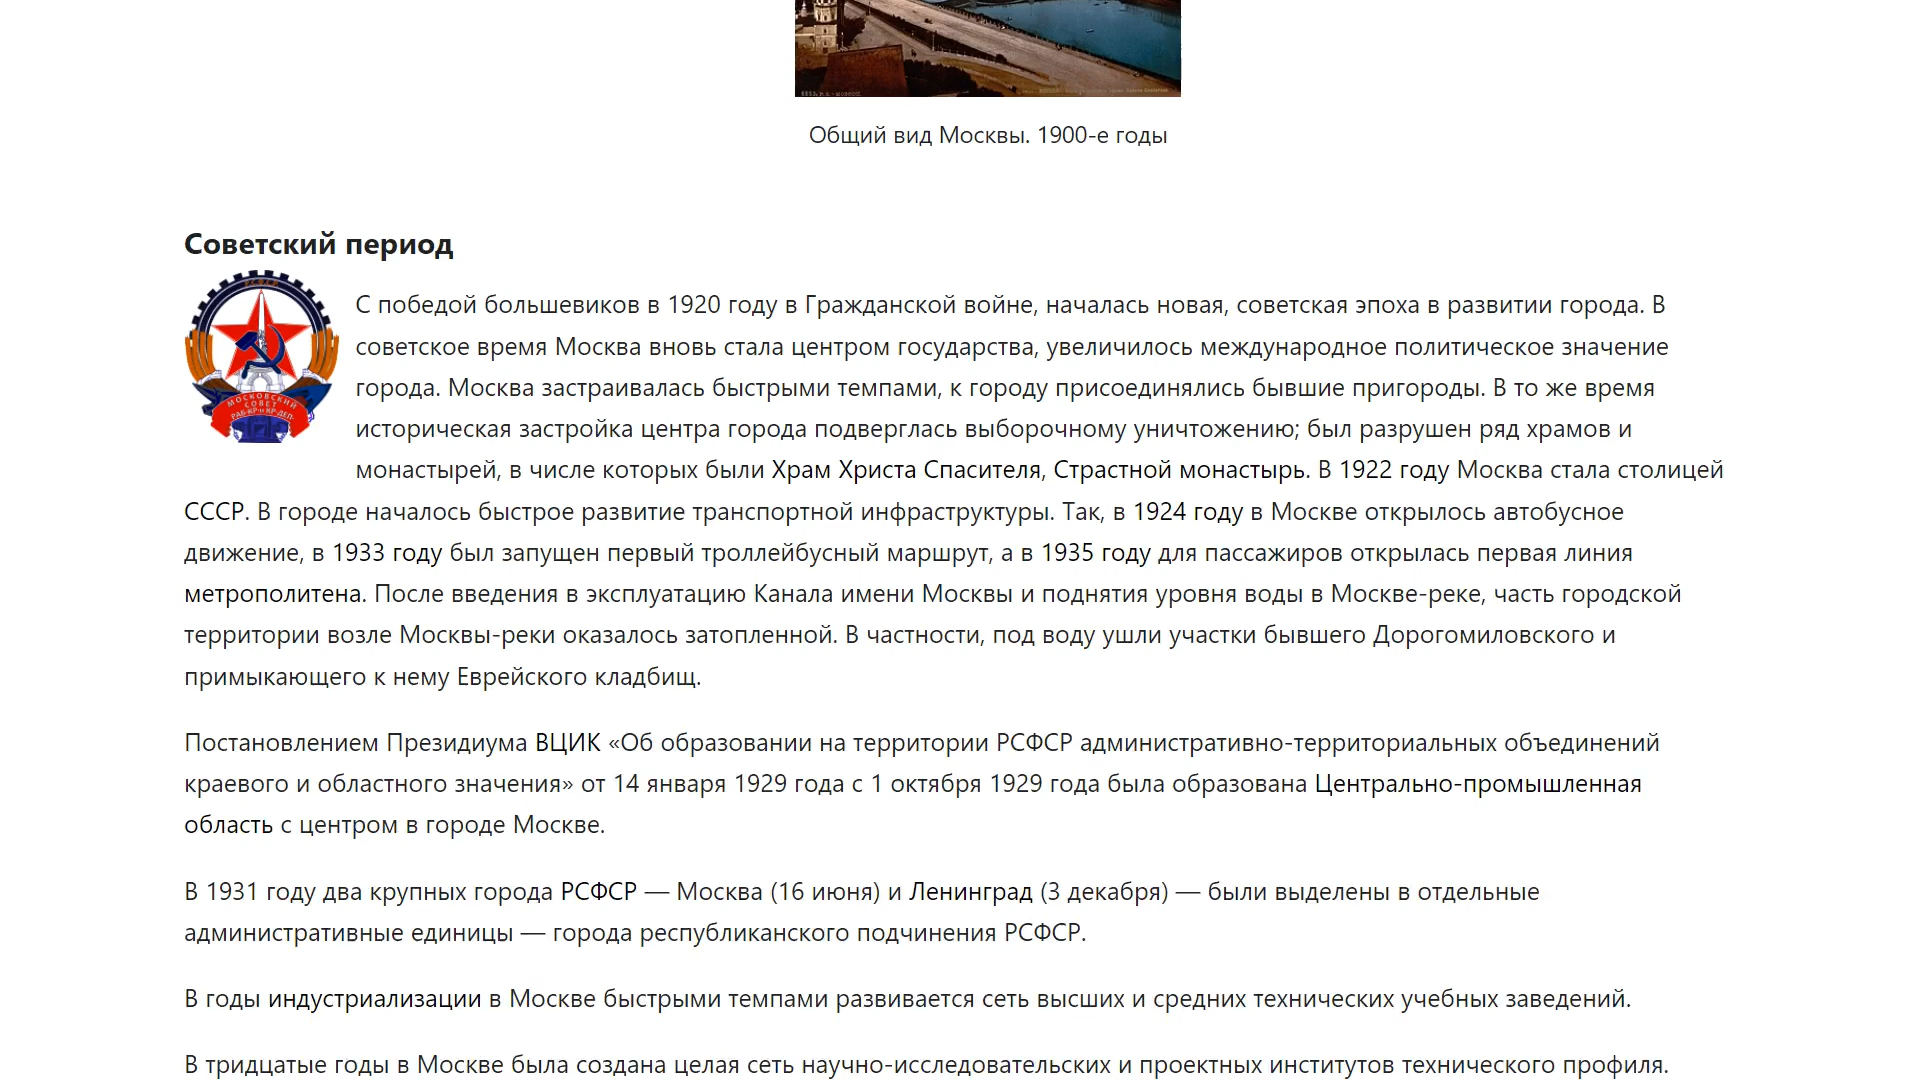 Общий вид Москвы. 1900-е годы
Советский период
РСФСР
МОСКОВСКИЙ
СОВЕТ
РАБ-КР-И КР-ДЕП-
С победой большевиков в 1920 году в Гражданской войне, началась новая, советская эпоха в развитии города. В
советское время Москва вновь стала центром государства, увеличилось международное политическое значение
города. Москва застраивалась быстрыми темпами, к городу присоединялись бывшие пригороды. В то же время
историческая застройка центра города подверглась выборочному уничтожению; был разрушен ряд храмов и
монастырей, в числе которых были Храм Христа Спасителя, Страстной монастырь. В 1922 году Москва стала столицей
СССР. В городе началось быстрое развитие транспортной инфраструктуры. Так, в 1924 году в Москве открылось автобусное
движение, в 1933 году был запущен первый троллейбусный маршрут, а в 1935 году для пассажиров открылась первая линия
метрополитена. После введения в эксплуатацию Канала имени Москвы и поднятия уровня воды в Москве-реке, часть городской
территории возле Москвы-реки оказалось затопленной. В частности, под воду ушли участки бывшего Дорогомиловского и
примыкающего к нему Еврейского кладбищ.
Постановлением Президиума ВЦИК «Об образовании на территории РСФСР административно-территориальных объединений
краевого и областного значения» от 14 января 1929 года с 1 октября 1929 года была образована Центрально-промышленная
область с центром в городе Москве.
В 1931 году два крупных города РСФСР — Москва (16 июня) и Ленинград (3 декабря) — были выделены в отдельные
административные единицы — города республиканского подчинения РСФСР.
В годы индустриализации в Москве быстрыми темпами развивается сеть высших и средних технических учебных заведений.
В тридцатые годы в Москве была создана целая сеть научно-исследовательских и проектных институтов технического профиля.